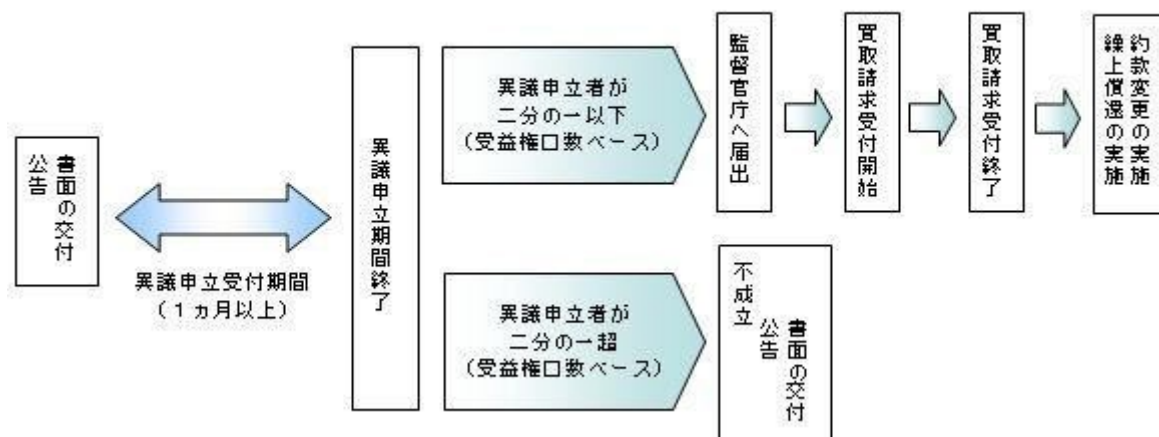 書面の交付
公告
異議申立受付期間
(1ヵ月以上)
異議申立期間終了
異議申立者が
二分の一以下
(受益権口数ベース)
監督官庁へ届出
買取請求受付開始
買取請求受付終了
約款変更の実施
繰上償還の実施
異議申立者が
二分の一超
(受益権口数ベース)
不成立
書面の交付
公告